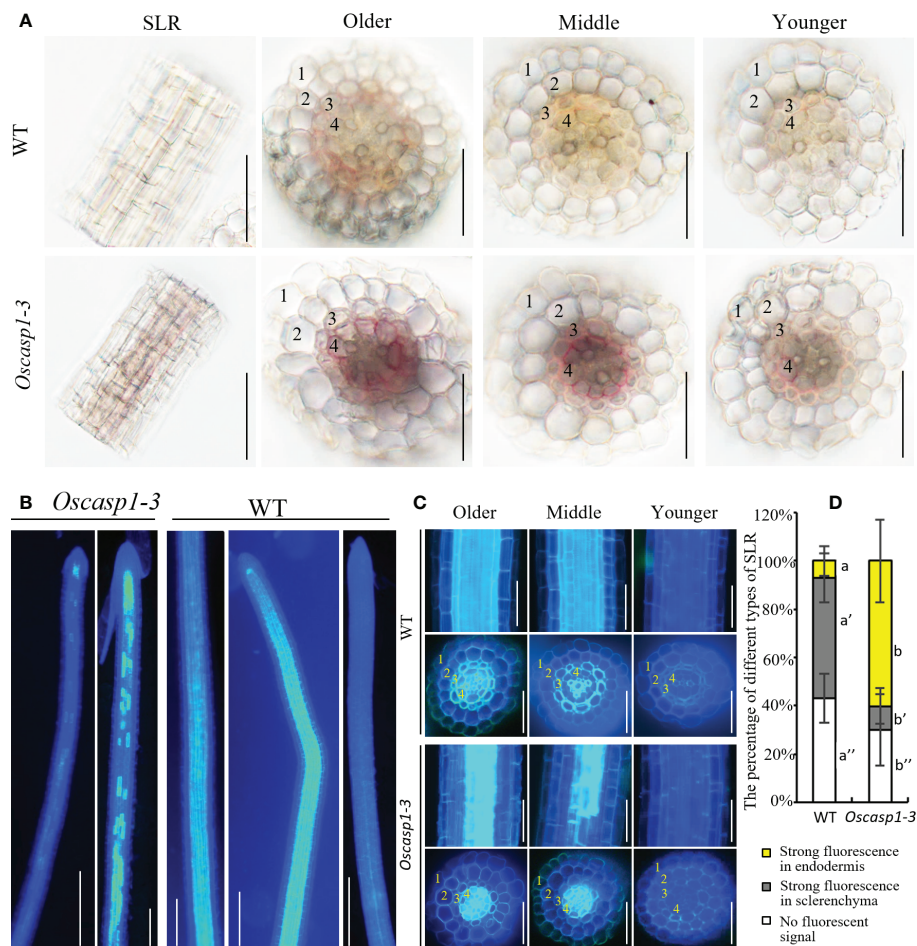 A
SLR
Older
Middle
Younger
WT
1
2
3
4
1
2
3
4
1
2
3
4
Oscasp1-3
1
2
3
4
1
2
3
4
1
2
3
4
B
Oscasp1-3
WT
C
Older
Middle
Younger
WT
1
2
3
4
1
2
3
4
1
2
3
4
Oscasp1-3
1
2
3
4
1
2
3
4
1
2
3
4
D
The percentage of different types of SLR
120%
100%
80%
60%
40%
20%
0%
a
a′
a′′
b
b′
b′′
WT
Oscasp1-3
Strong fluorescence
in endodermis
Strong fluorescence
in sclerenchyma
No fluorescent
signal